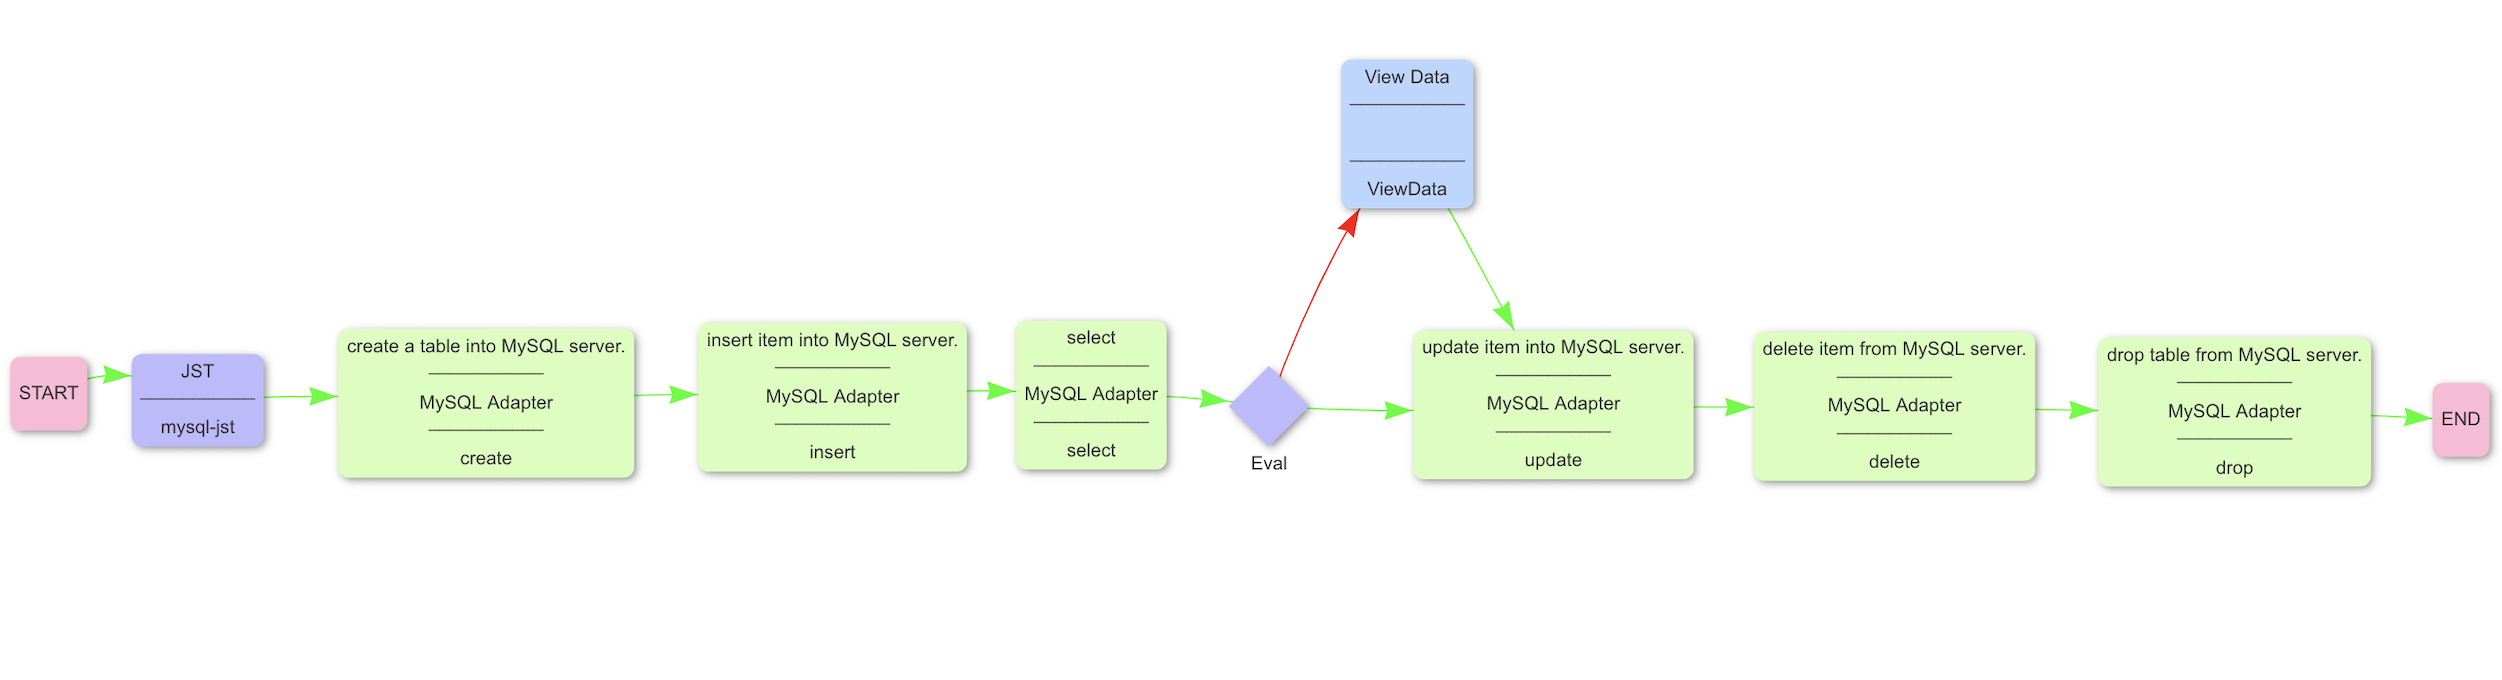 START
JST
mysql-jst
create a table into MySQL server.
MySQL Adapter
create
insert item into MySQL server.
MySQL Adapter
insert
select
MySQL Adapter
select
Eval
View Data
ViewData
update item into MySQL server.
MySQL Adapter
update
delete item from MySQL server.
MySQL Adapter
delete
drop table from MySQL server.
MySQL Adapter
drop
END